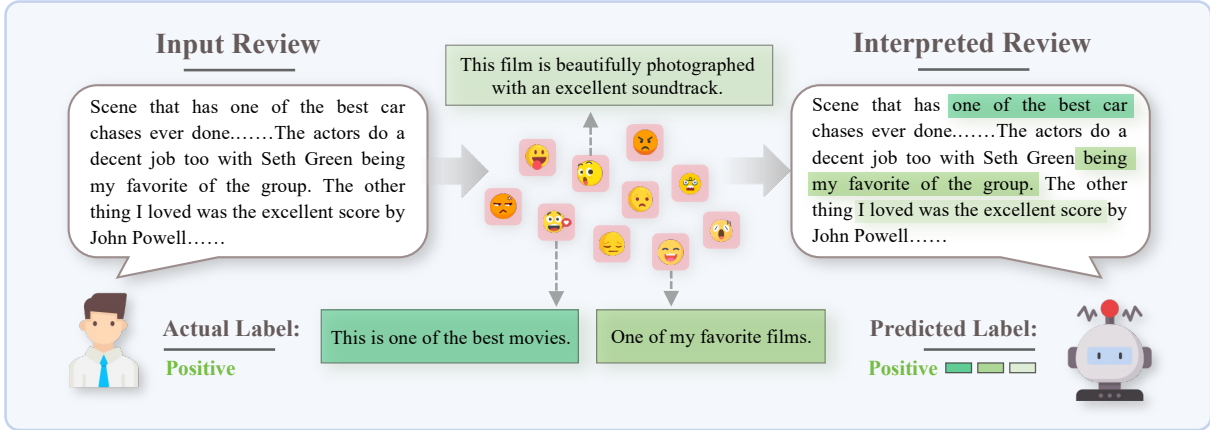 Input Review
Scene that has one of the best car
chases ever done.……The actors do a
decent job too with Seth Green being
my favorite of the group. The other
thing I loved was the excellent score by
John Powell……
This film is beautifully photographed
with an excellent soundtrack.
Interpreted Review
Scene that has one of the best car
chases ever done.……The actors do a
decent job too with Seth Green being
my favorite of the group. The other
thing I loved was the excellent score by
John Powell……
Actual Label:
Positive
This is one of the best movies.
One of my favorite films.
Predicted Label:
Positive